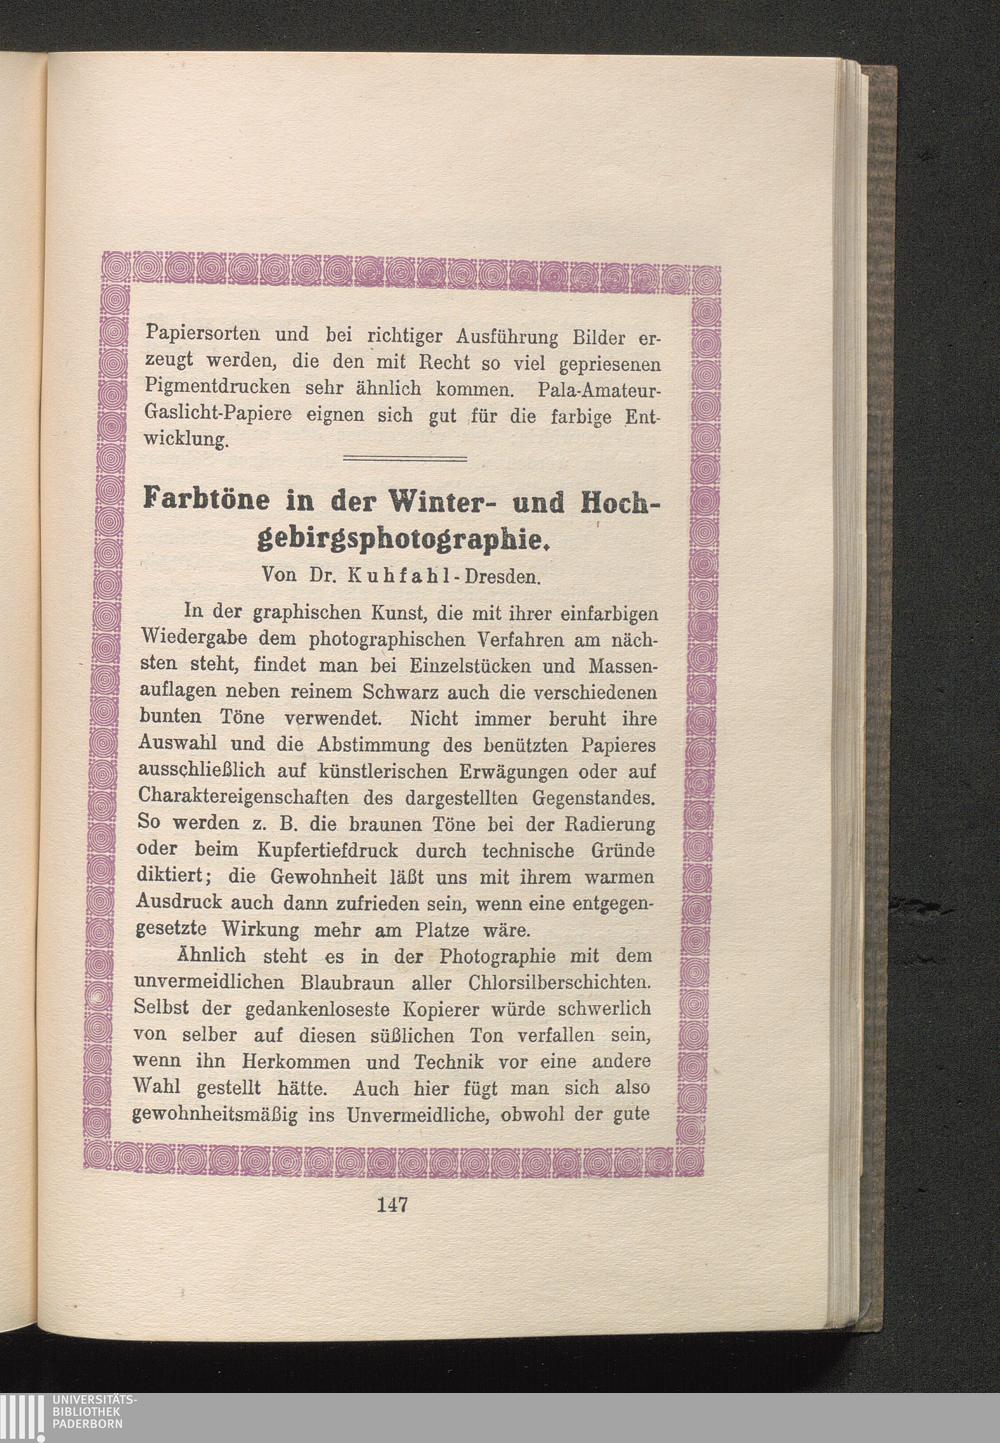 Papiersorten und bei richtiger Ausführung Bilder er-
zeugt werden, die den mit Recht so viel gepriesenen
Pigmentdrucken sehr ähnlich kommen. Pala-Amateur-
Gaslicht-Papiere eignen sich gut für die farbige Ent-
wicklung.
Farbtöne in der Winter- und Hoch-
gebirgsphotographie.
Von Dr. Kuhfahl-Dresden.
In der graphischen Kunst, die mit ihrer einfarbigen
Wiedergabe dem photographischen Verfahren am näch-
sten steht, findet man bei Einzelstücken und Massen-
auflagen neben reinem Schwarz auch die verschiedenen
bunten Töne verwendet. Nicht immer beruht ihre
Auswahl und die Abstimmung des benützten Papieres
ausschließlich auf künstlerischen Erwägungen oder auf
Charaktereigenschaften des dargestellten Gegenstandes.
So werden z. B. die braunen Töne bei der Radierung
oder beim Kupfertiefdruck durch technische Gründe
diktiert; die Gewohnheit läßt uns mit ihrem warmen
Ausdruck auch dann zufrieden sein, wenn eine entgegen-
gesetzte Wirkung mehr am Platze wäre.
Ähnlich steht es in der Photographie mit dem
unvermeidlichen Blaubraun aller Chlorsilberschichten.
Selbst der gedankenloseste Kopierer würde schwerlich
von selber auf diesen süßlichen Ton verfallen sein,
wenn ihn Herkommen und Technik vor eine andere
Wahl gestellt hätte. Auch hier fügt man sich also
gewohnheitsmäßig ins Unvermeidliche, obwohl der gute
147
UNIVERSITÄTS-
BIBLIOTHEK
PADERBORN